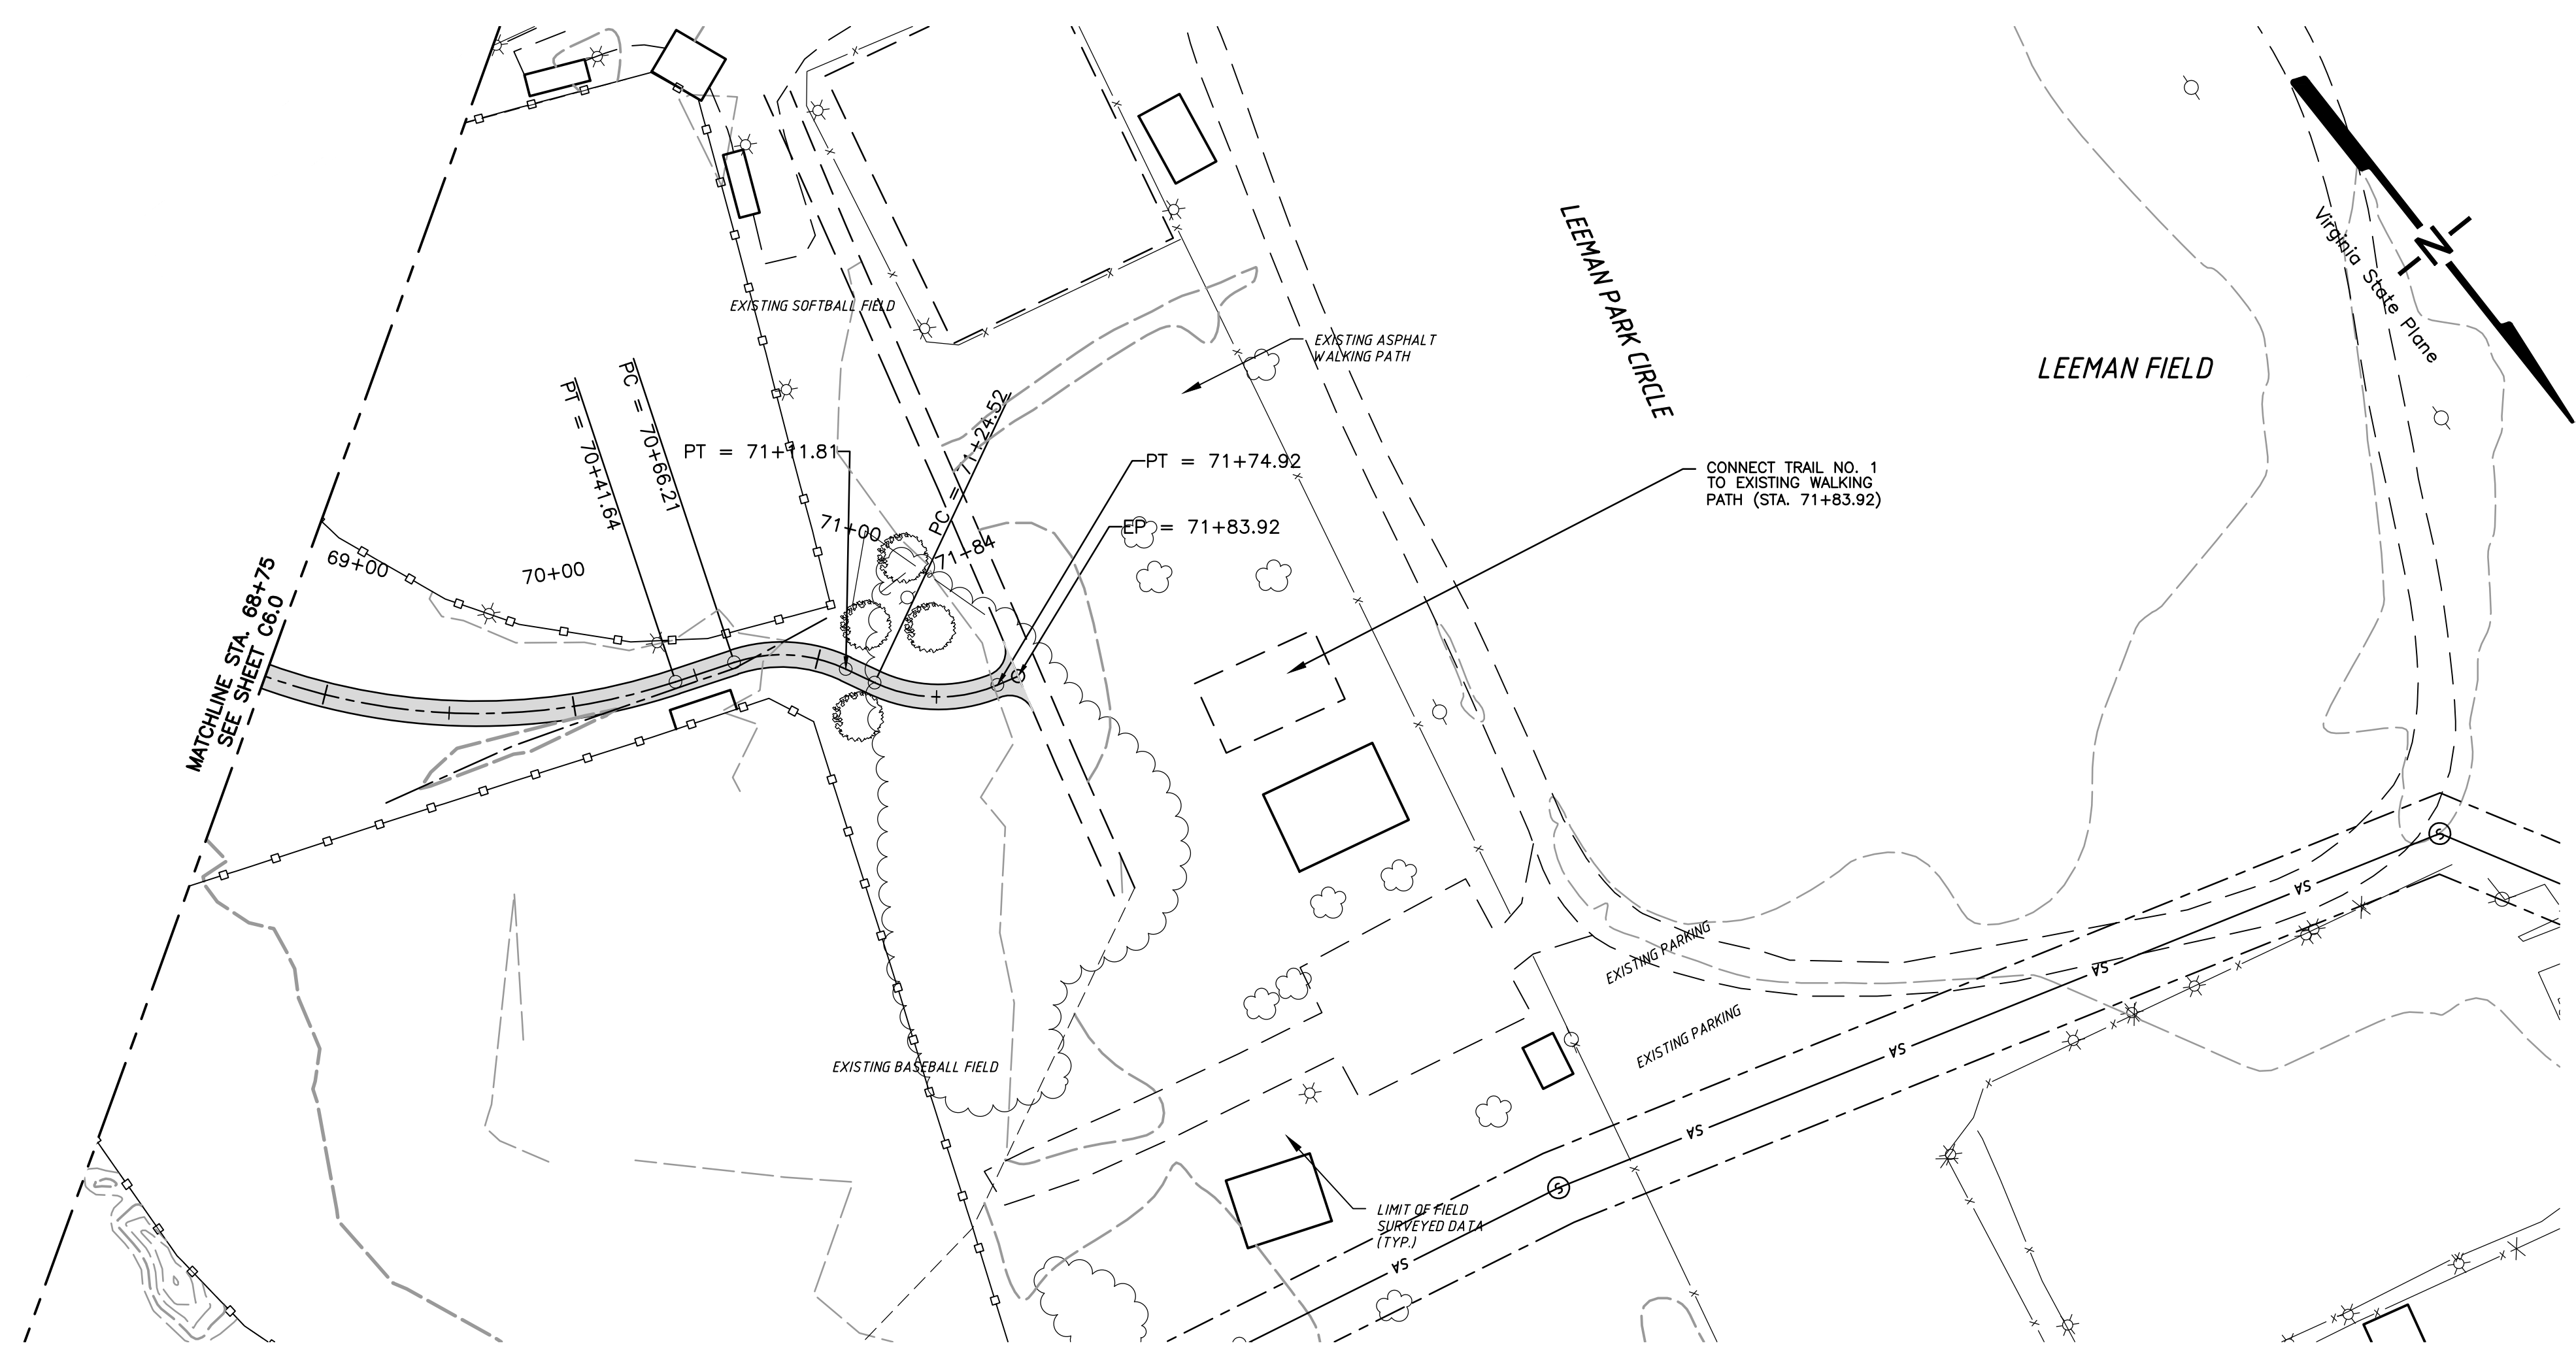 LEEMAN PARK CIRCLE
LEEMAN FIELD
N
Virginia State Plane
EXISTING SOFTBALL FIELD
EXISTING ASPHALT
WALKING PATH
PT = 70+41.64
PC = 70+66.21
PT = 71+11.81
PC = 71+24.52
PT = 71+74.92
EP = 71+83.92
CONNECT TRAIL NO. 1
TO EXISTING WALKING
PATH (STA. 71+83.92)
69+00
70+00
71+00
71+84
MATCHLINE STA. 68+75
SEE SHEET C6.0
EXISTING PARKING
EXISTING PARKING
EXISTING BASEBALL FIELD
LIMIT OF FIELD
SURVEYED DATA
(TYP.)
S
S
SA
SA
SA
SA
SA